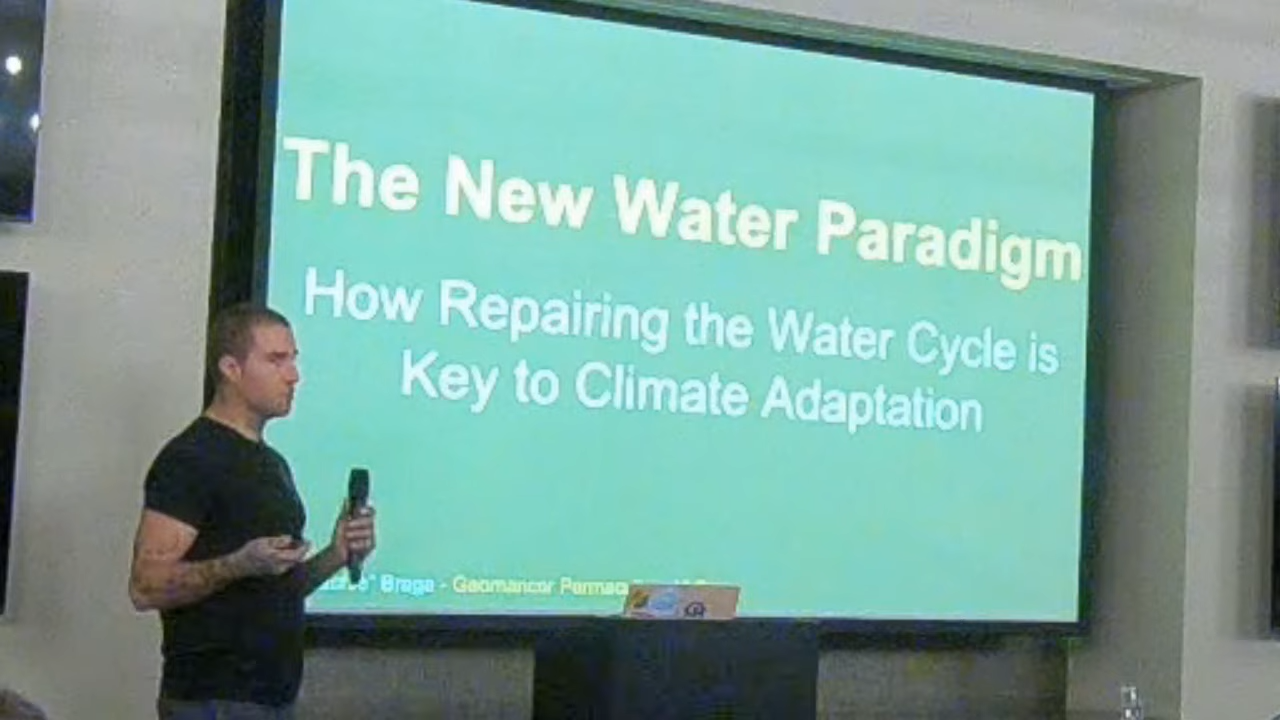 The New Water Paradigm
How Repairing the Water Cycle is
Key to Climate Adaptation
Braga - Geomancer